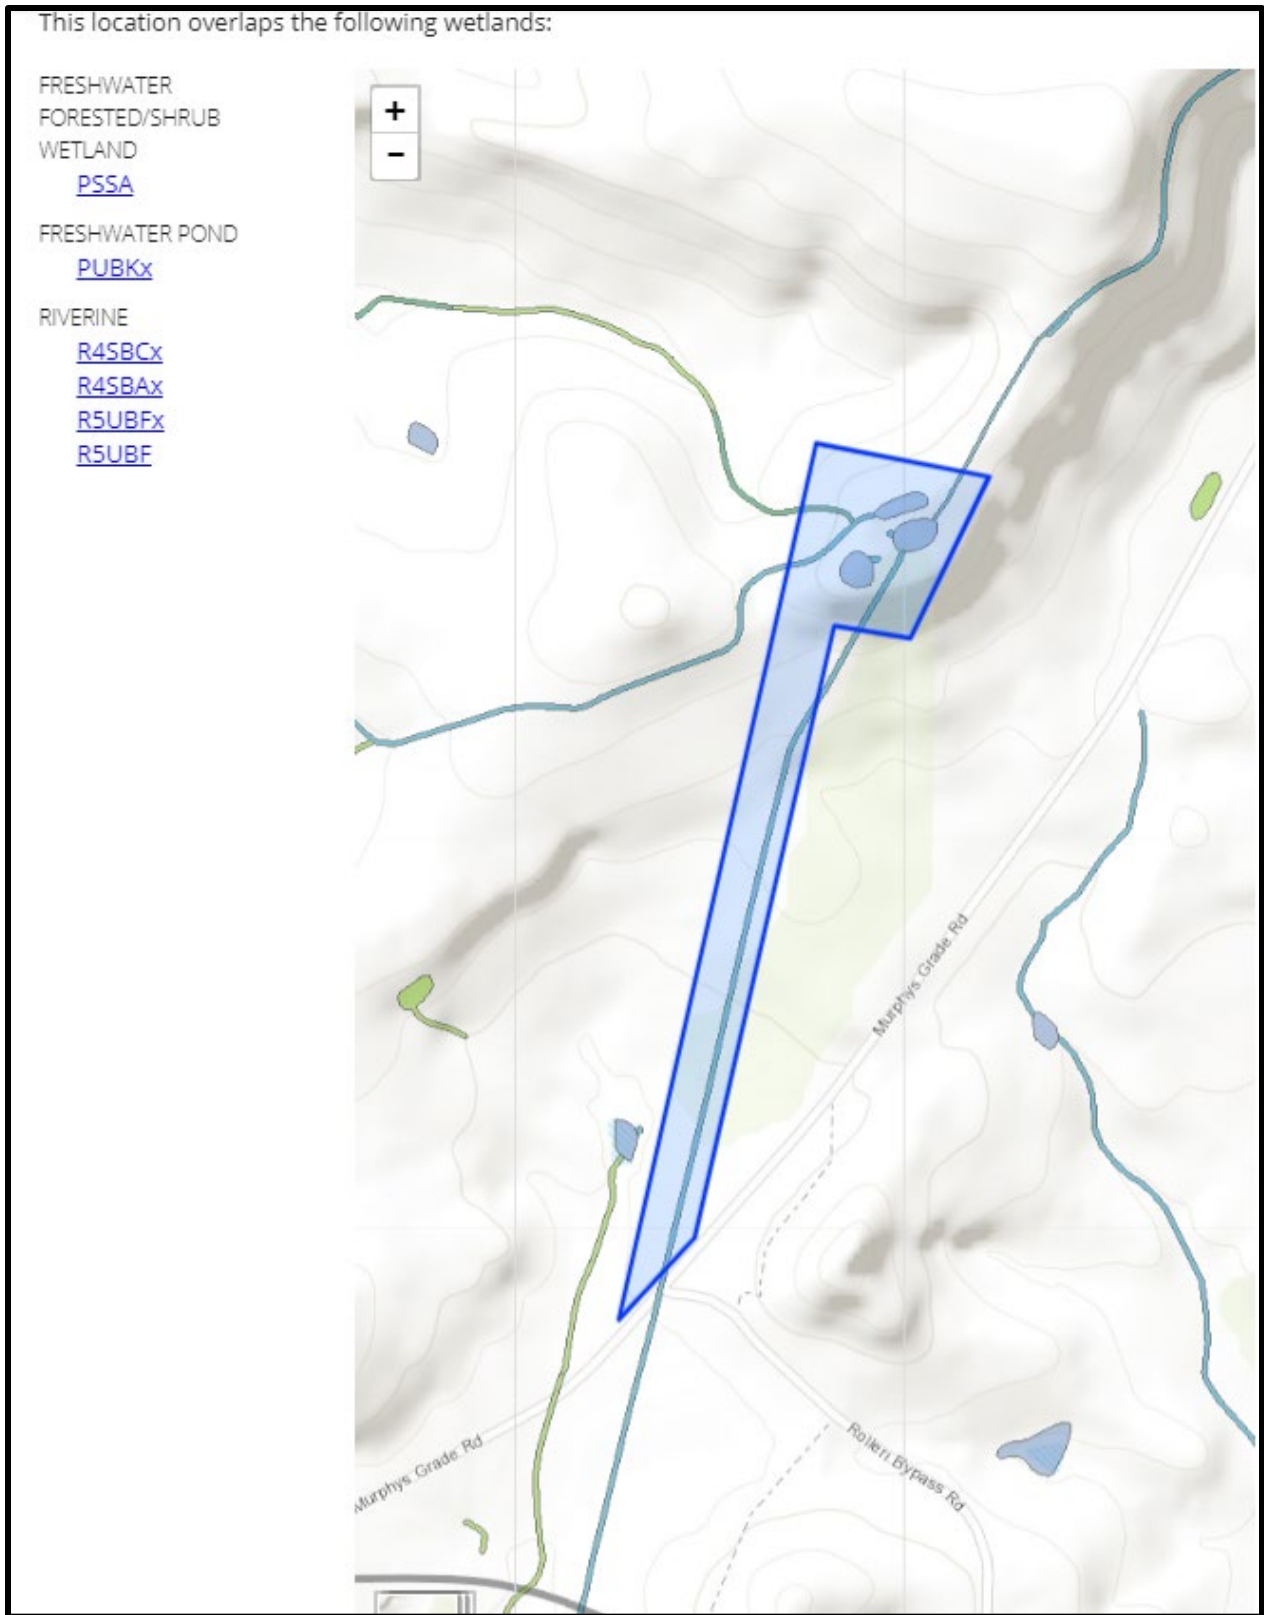 This location overlaps the following wetlands:
FRESHWATER
FORESTED/SHRUB
WETLAND
PSSA
FRESHWATER POND
PUBKx
RIVERINE
R4SBCx
R4SBAx
R5UBFx
R5UBF
+
−
Murphys Grade Rd
Murphys Grade Rd
Rolleri Bypass Rd